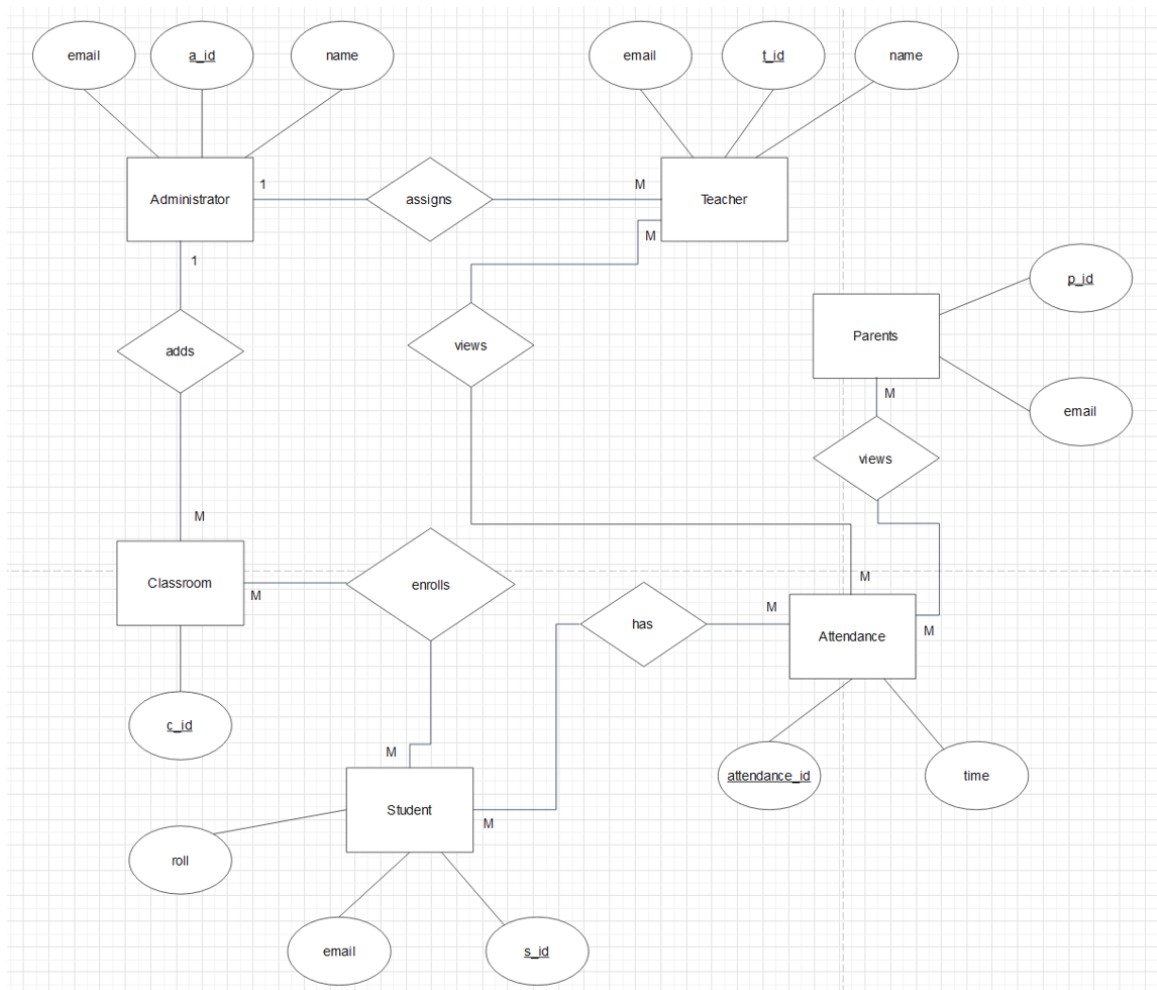 email
a_id
name
email
t_id
name
Administrator
1
assigns
M
Teacher
M
1
p_id
adds
views
Parents
M
email
views
M
Classroom
M
enrolls
M
has
M
Attendance
M
c_id
M
attendance_id
time
Student
M
roll
email
s_id